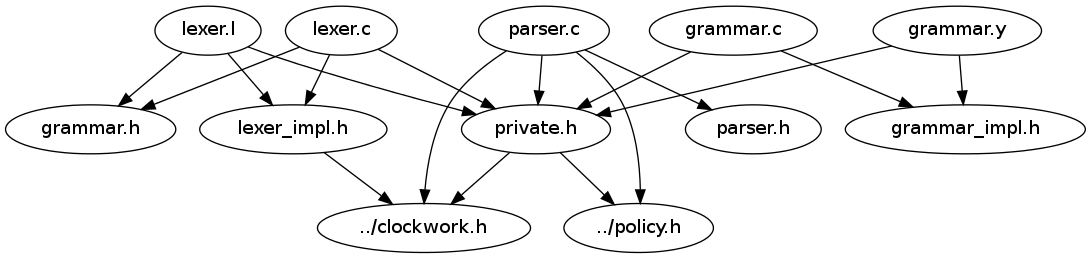 lexer.l
lexer.c
parser.c
grammar.c
grammar.y
grammar.h
lexer_impl.h
private.h
parser.h
grammar_impl.h
../clockwork.h
../policy.h